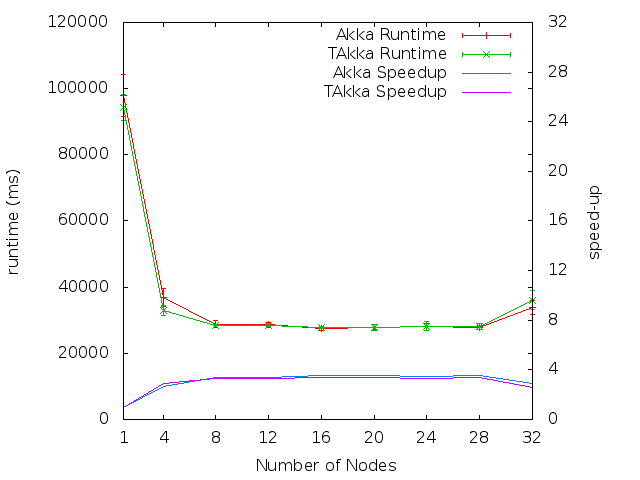 Akka Runtime
TAkka Runtime
Akka Speedup
TAkka Speedup
120000
100000
80000
60000
40000
20000
0
runtime (ms)
32
28
24
20
16
12
8
4
0
speed-up
1 4 8 12 16 20 24 28 32
Number of Nodes